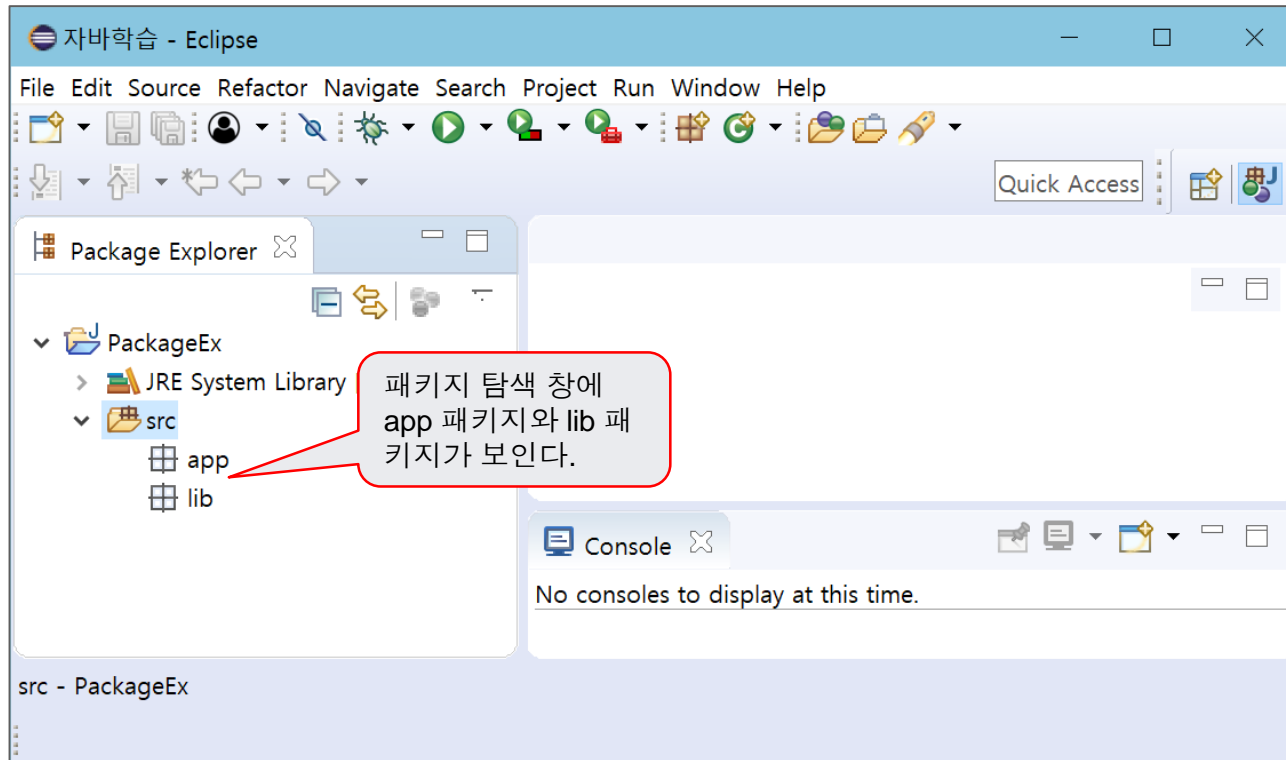 자바학습 - Eclipse
File Edit Source Refactor Navigate Search Project Run Window Help
Quick Access
Package Explorer
PackageEx
JRE System Library
src
app
lib
패키지 탐색 창에
app 패키지와 lib 패
키지가 보인다.
Console
No consoles to display at this time.
src - PackageEx